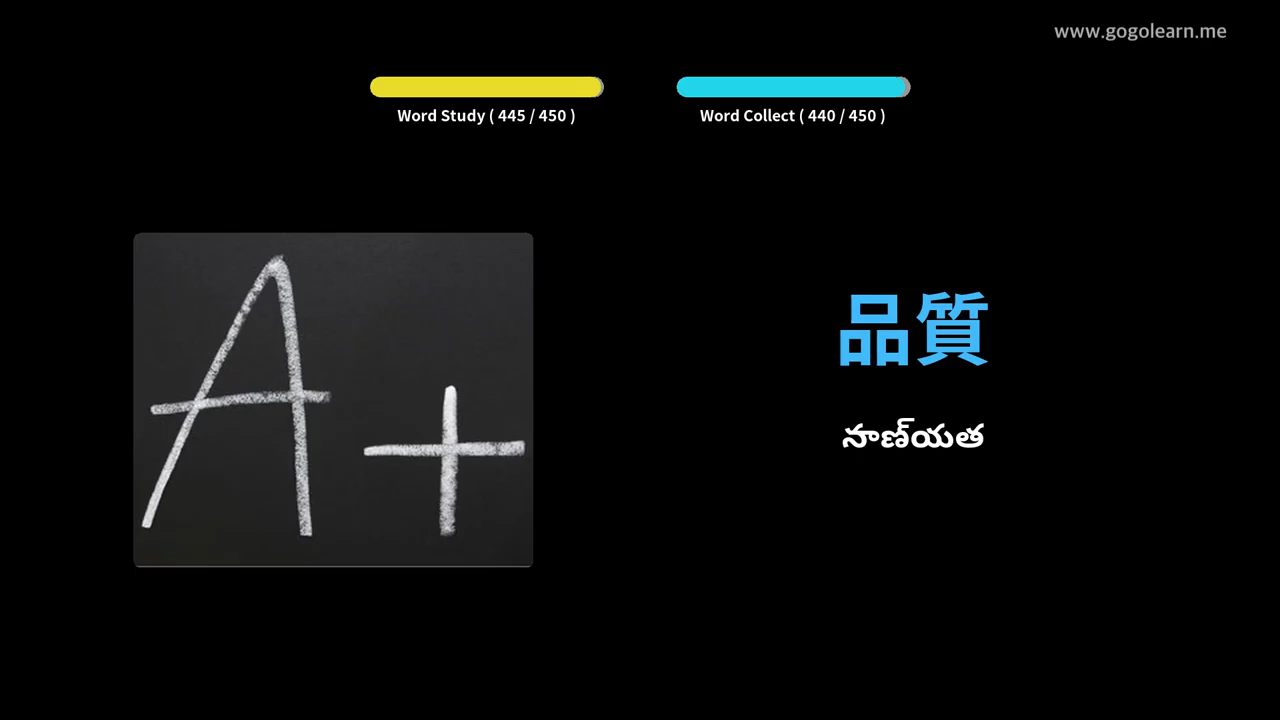 www.gogolearn.me
Word Study ( 445 / 450 )
Word Collect ( 440 / 450 )
A+
品質
నాణ్యత